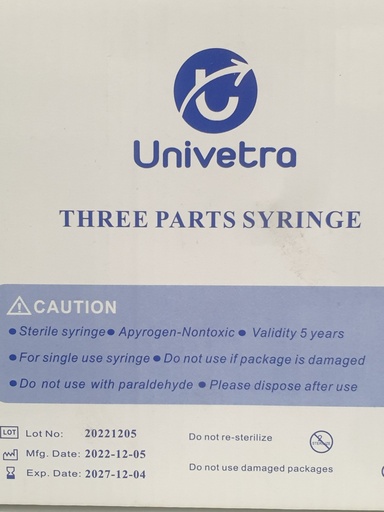 Univetra
THREE PARTS SYRINGE
CAUTION
● Sterile syringe ● Apyrogen-Nontoxic ● Validity 5 years
● For single use syringe ● Do not use if package is damaged
● Do not use with paraldehyde ● Please dispose after use
LOT Lot No: 20221205
Mfg. Date: 2022-12-05
Exp. Date: 2027-12-04
Do not re-sterilize
Do not use damaged packages